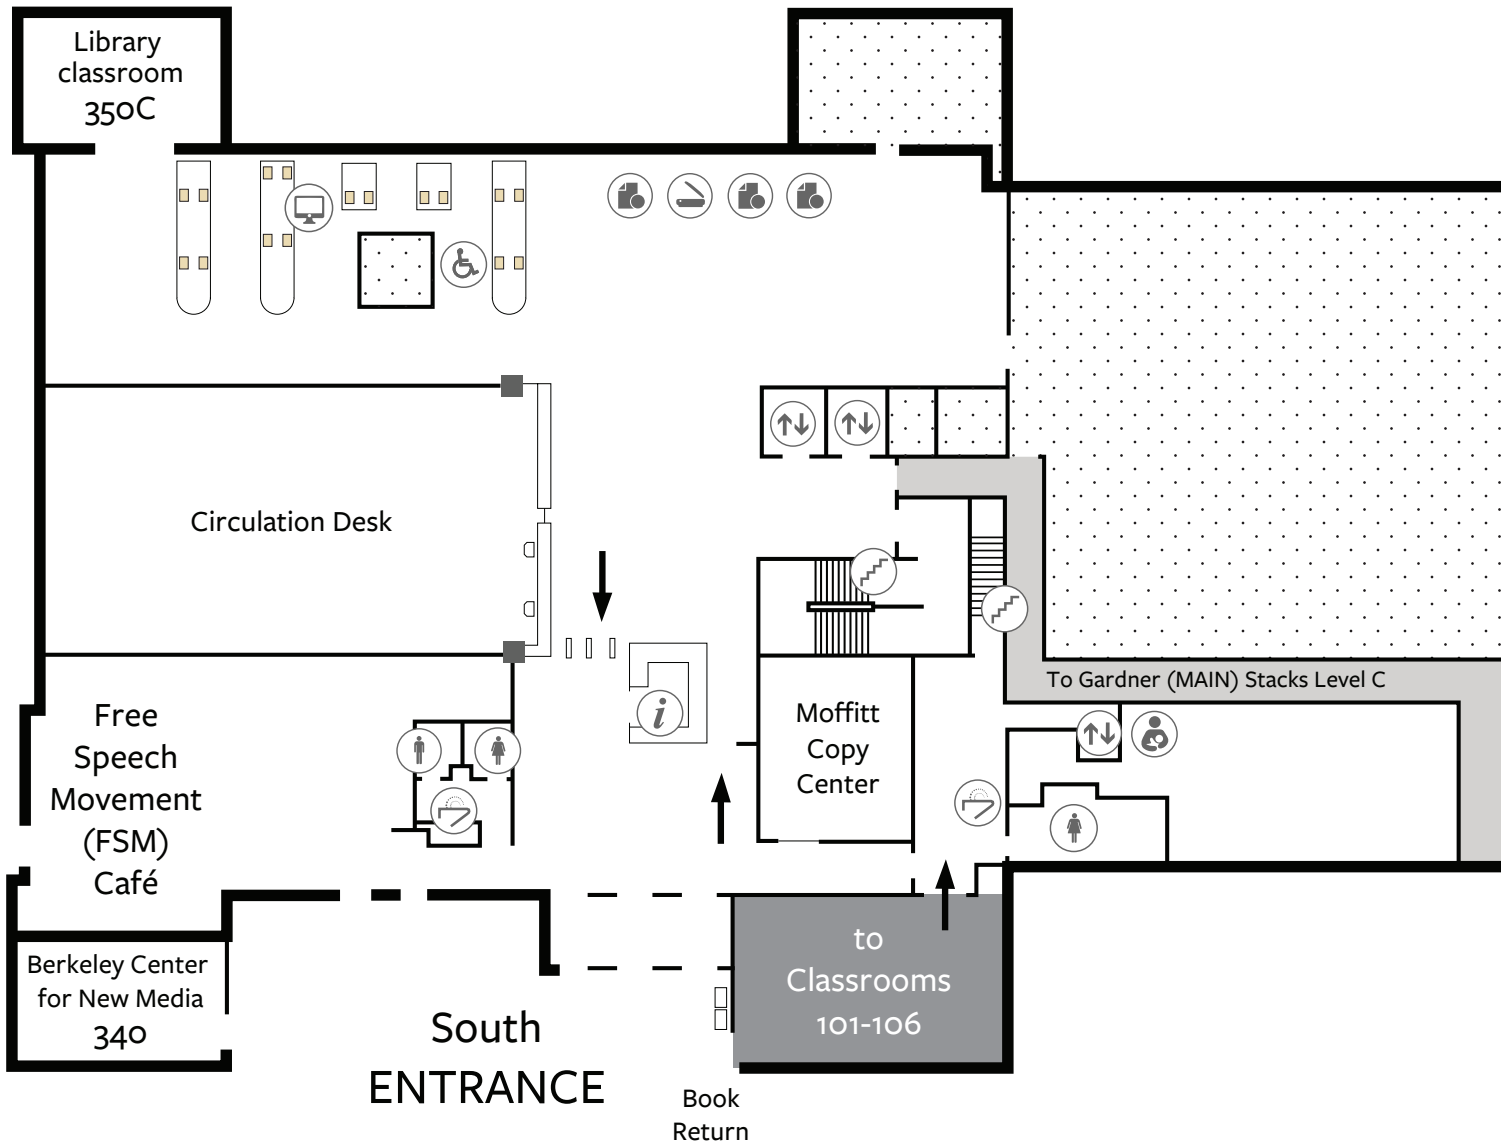 Library
classroom
350C
Circulation Desk
To Gardner (MAIN) Stacks Level C
Free
Speech
Movement
(FSM)
Café
i
Moffitt
Copy
Center
Berkeley Center
for New Media
340
to
Classrooms
101-106
South
ENTRANCE
Book
Return